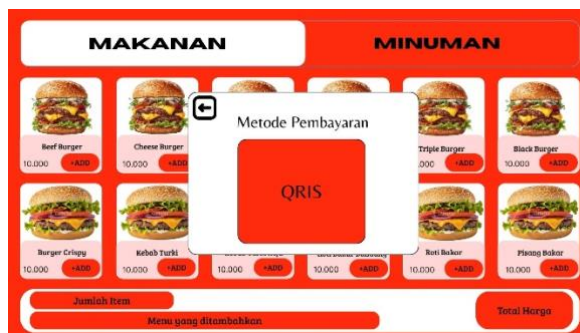 MAKANAN MINUMAN
Metode Pembayaran
QRIS
Beef Burger Cheese Burger Triple Burger Black Burger
10.000 +ADD 10.000 +ADD .000 +ADD 10.000 +ADD
Burger Crispy Kebab Turki Roti Bakar Pisang Bakar
10.000 +ADD 10.000 +ADD 10.000 +ADD 10.000 +ADD 10.000 +ADD 10.000 +ADD
Jumlah Item
Menu yang ditambahkan
Total Harga